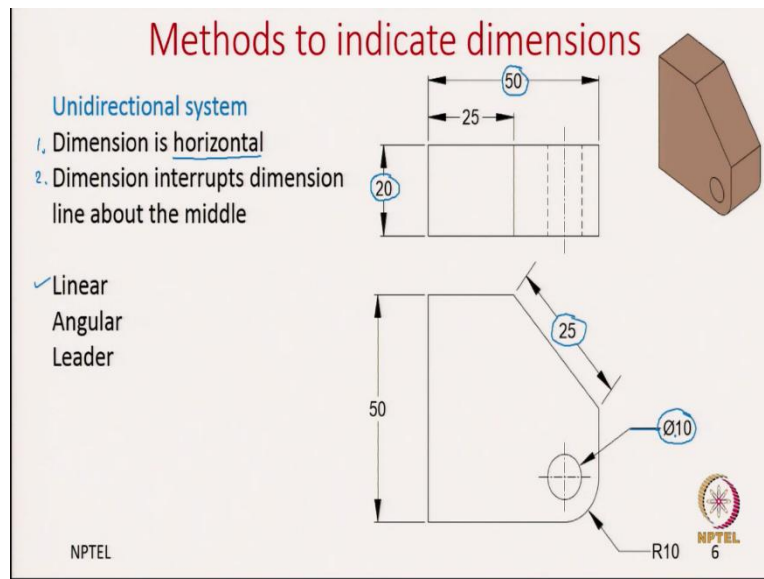 Methods to indicate dimensions
Unidirectional system
1. Dimension is horizontal
2. Dimension interrupts dimension
line about the middle
✓Linear
Angular
Leader
50
25
20
25
50
Ø10
R10
NPTEL
NPTEL
6